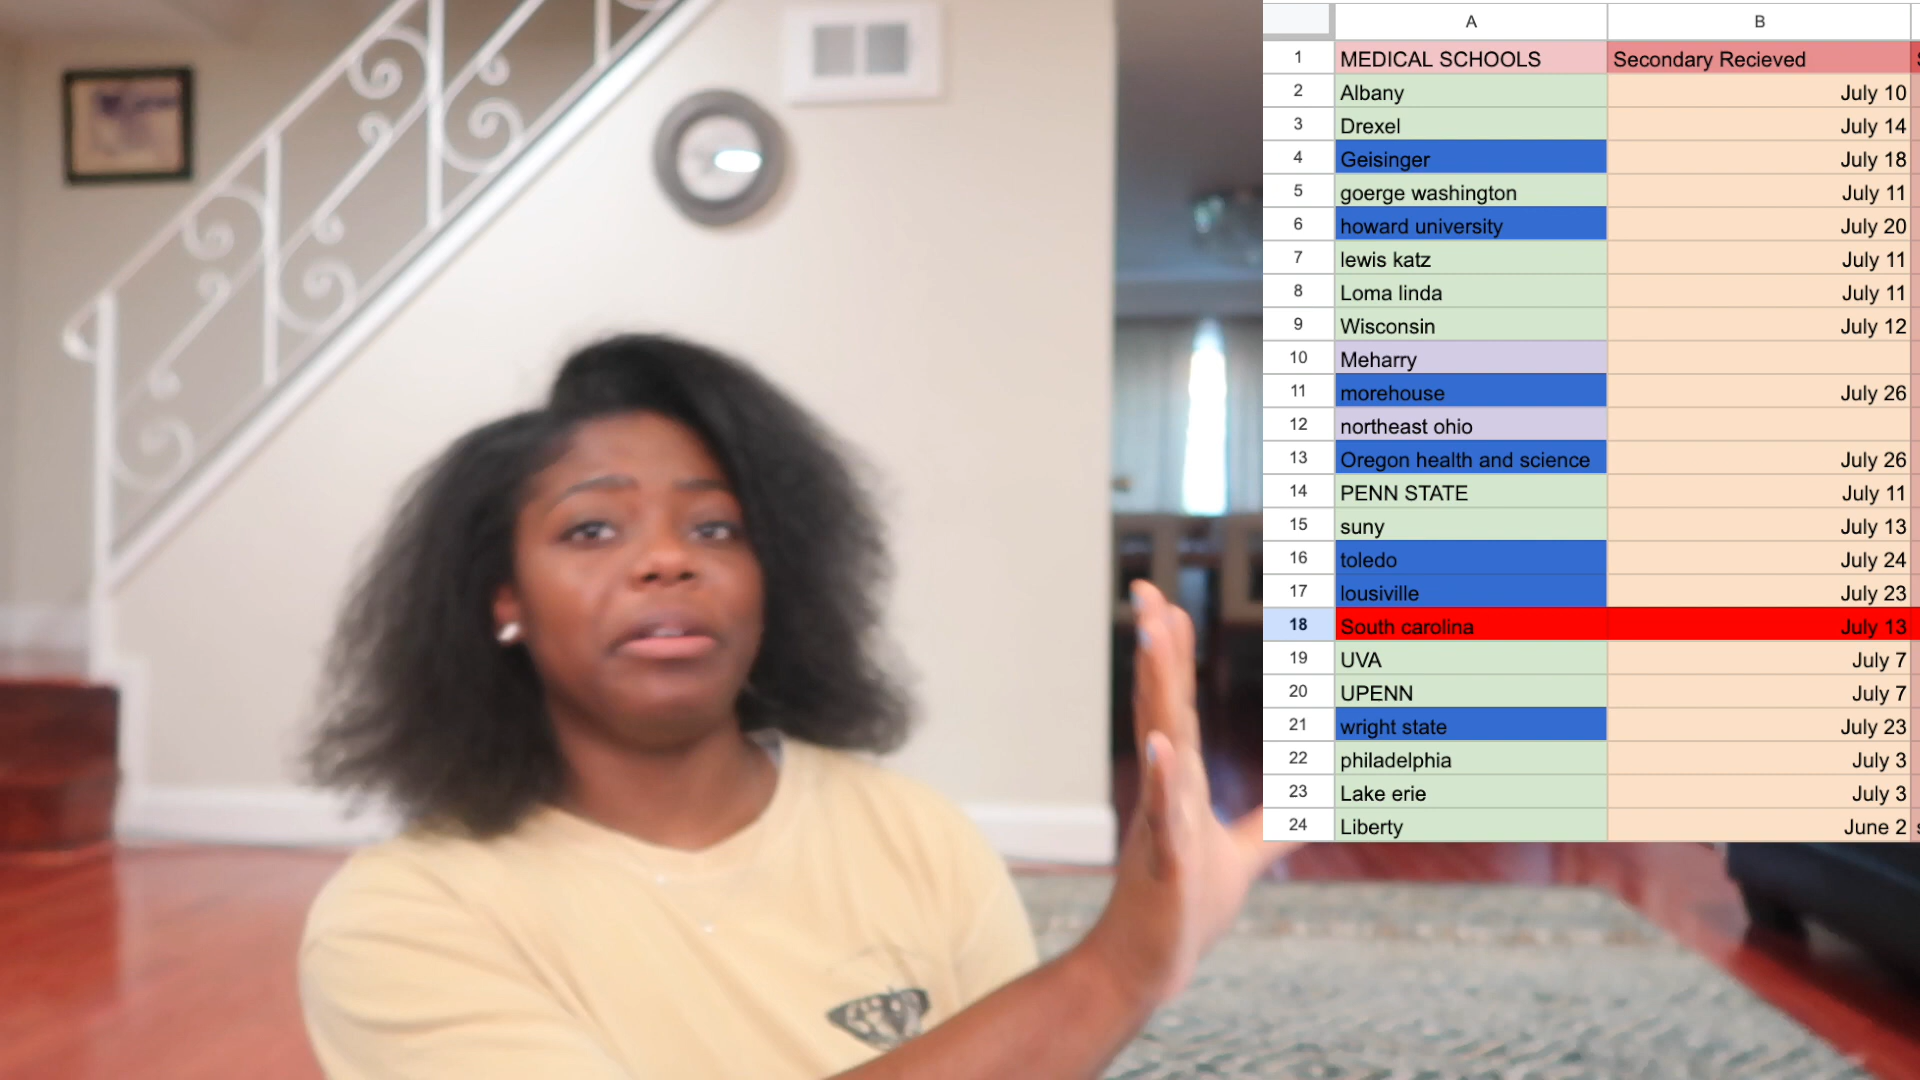 A B
1 MEDICAL SCHOOLS Secondary Recieved
2 Albany July 10
3 Drexel July 14
4 Geisinger July 18
5 goerge washington July 11
6 howard university July 20
7 lewis katz July 11
8 Loma linda July 11
9 Wisconsin July 12
10 Meharry
11 morehouse July 26
12 northeast ohio
13 Oregon health and science July 26
14 PENN STATE July 11
15 suny July 13
16 toledo July 24
17 lousiville July 23
18 South carolina July 13
19 UVA July 7
20 UPENN July 7
21 wright state July 23
22 philadelphia July 3
23 Lake erie July 3
24 Liberty June 2